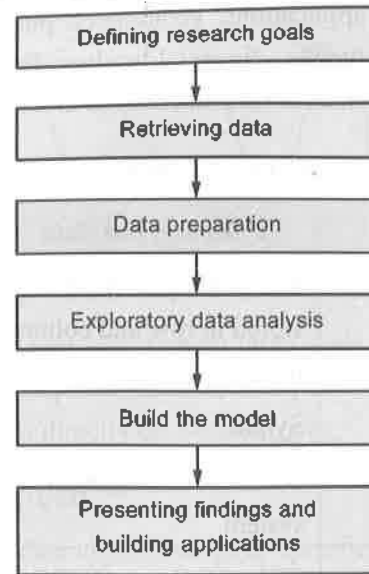 Defining research goals
Retrieving data
Data preparation
Exploratory data analysis
Build the model
Presenting findings and
building applications